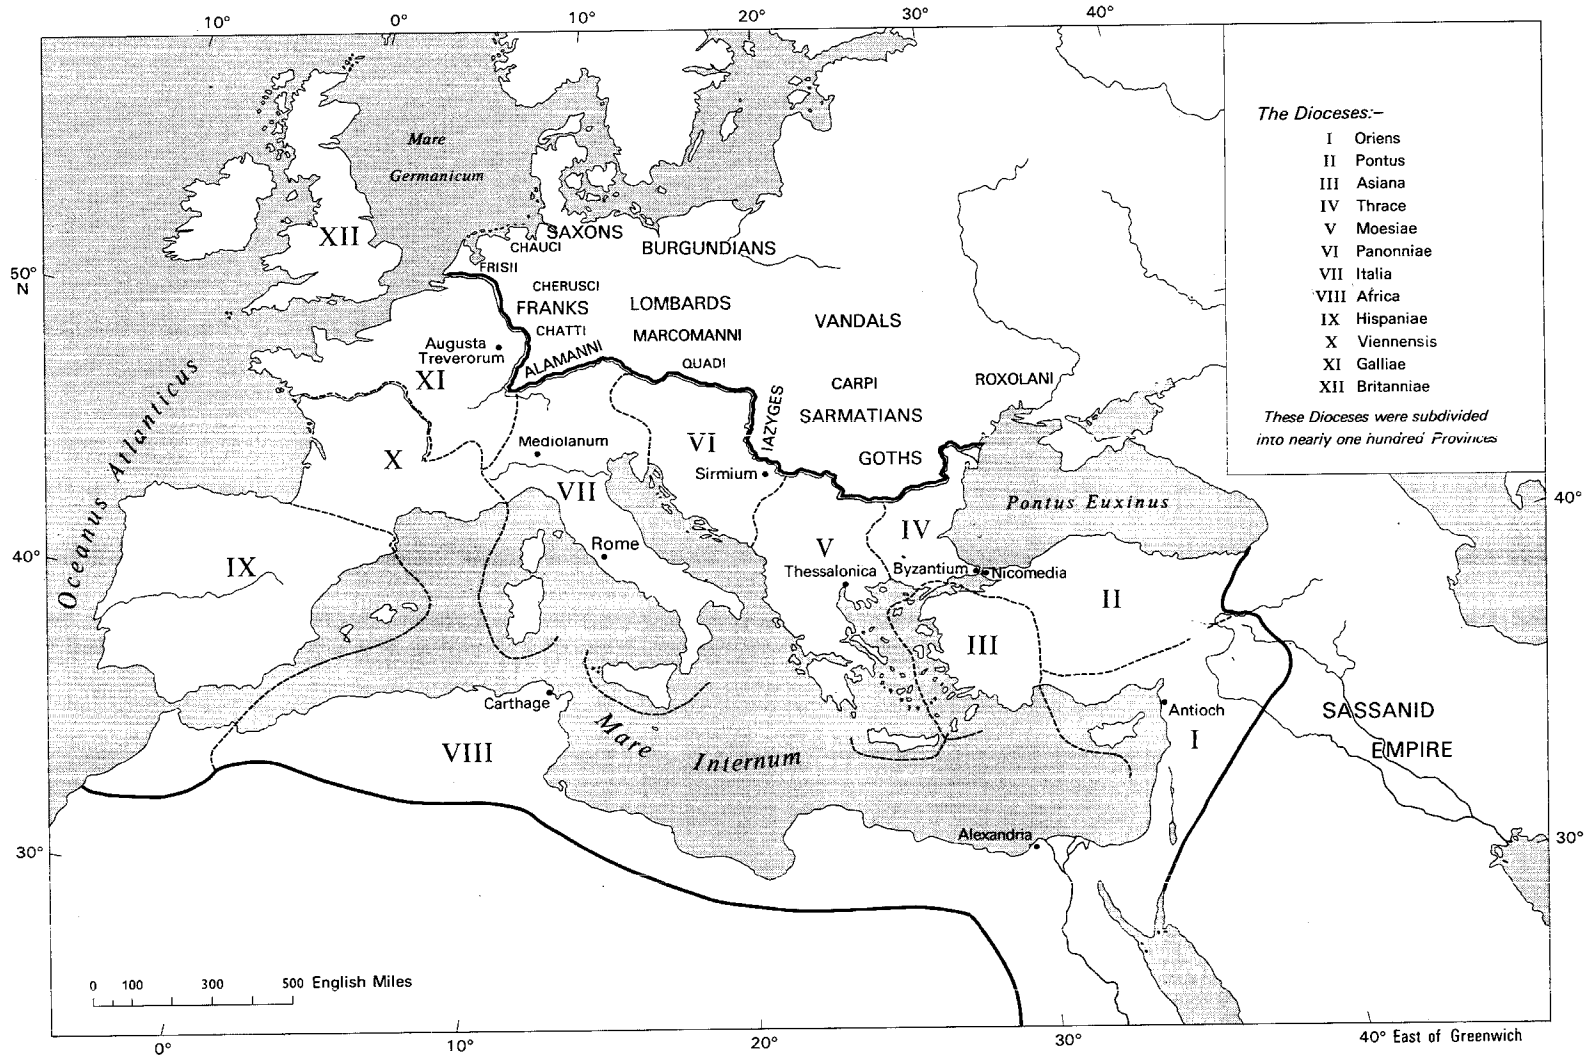 10° 0° 10° 20° 30° 40°
The Dioceses:–
I Oriens
II Pontus
III Asiana
IV Thrace
V Moesiae
VI Panonniae
VII Italia
VIII Africa
IX Hispaniae
X Viennensis
XI Galliae
XII Britanniae
These Dioceses were subdivided
into nearly one hundred Provinces
Mare
Germanicum
XII
SAXONS
CHAUCI
BURGUNDIANS
50°
N
FRISII
CHERUSCI
FRANKS
LOMBARDS
CHATTI
MARCOMANNI
VANDALS
Augusta
Treverorum
ALAMANNI
QUADI
XI
CARPI
ROXOLANI
IAZYGES
SARMATIANS
Oceanus Atlanticus
Mediolanum
VI
X
Sirmium
GOTHS
VII
Pontus Euxinus
40°
IV
Rome
V
40°
IX
Thessalonica
Byzantium
Nicomedia
II
III
Carthage
Antioch
SASSANID
EMPIRE
I
Mare Internum
VIII
Alexandria
30°
30°
0 100 300 500 English Miles
0° 10° 20° 30° 40° East of Greenwich